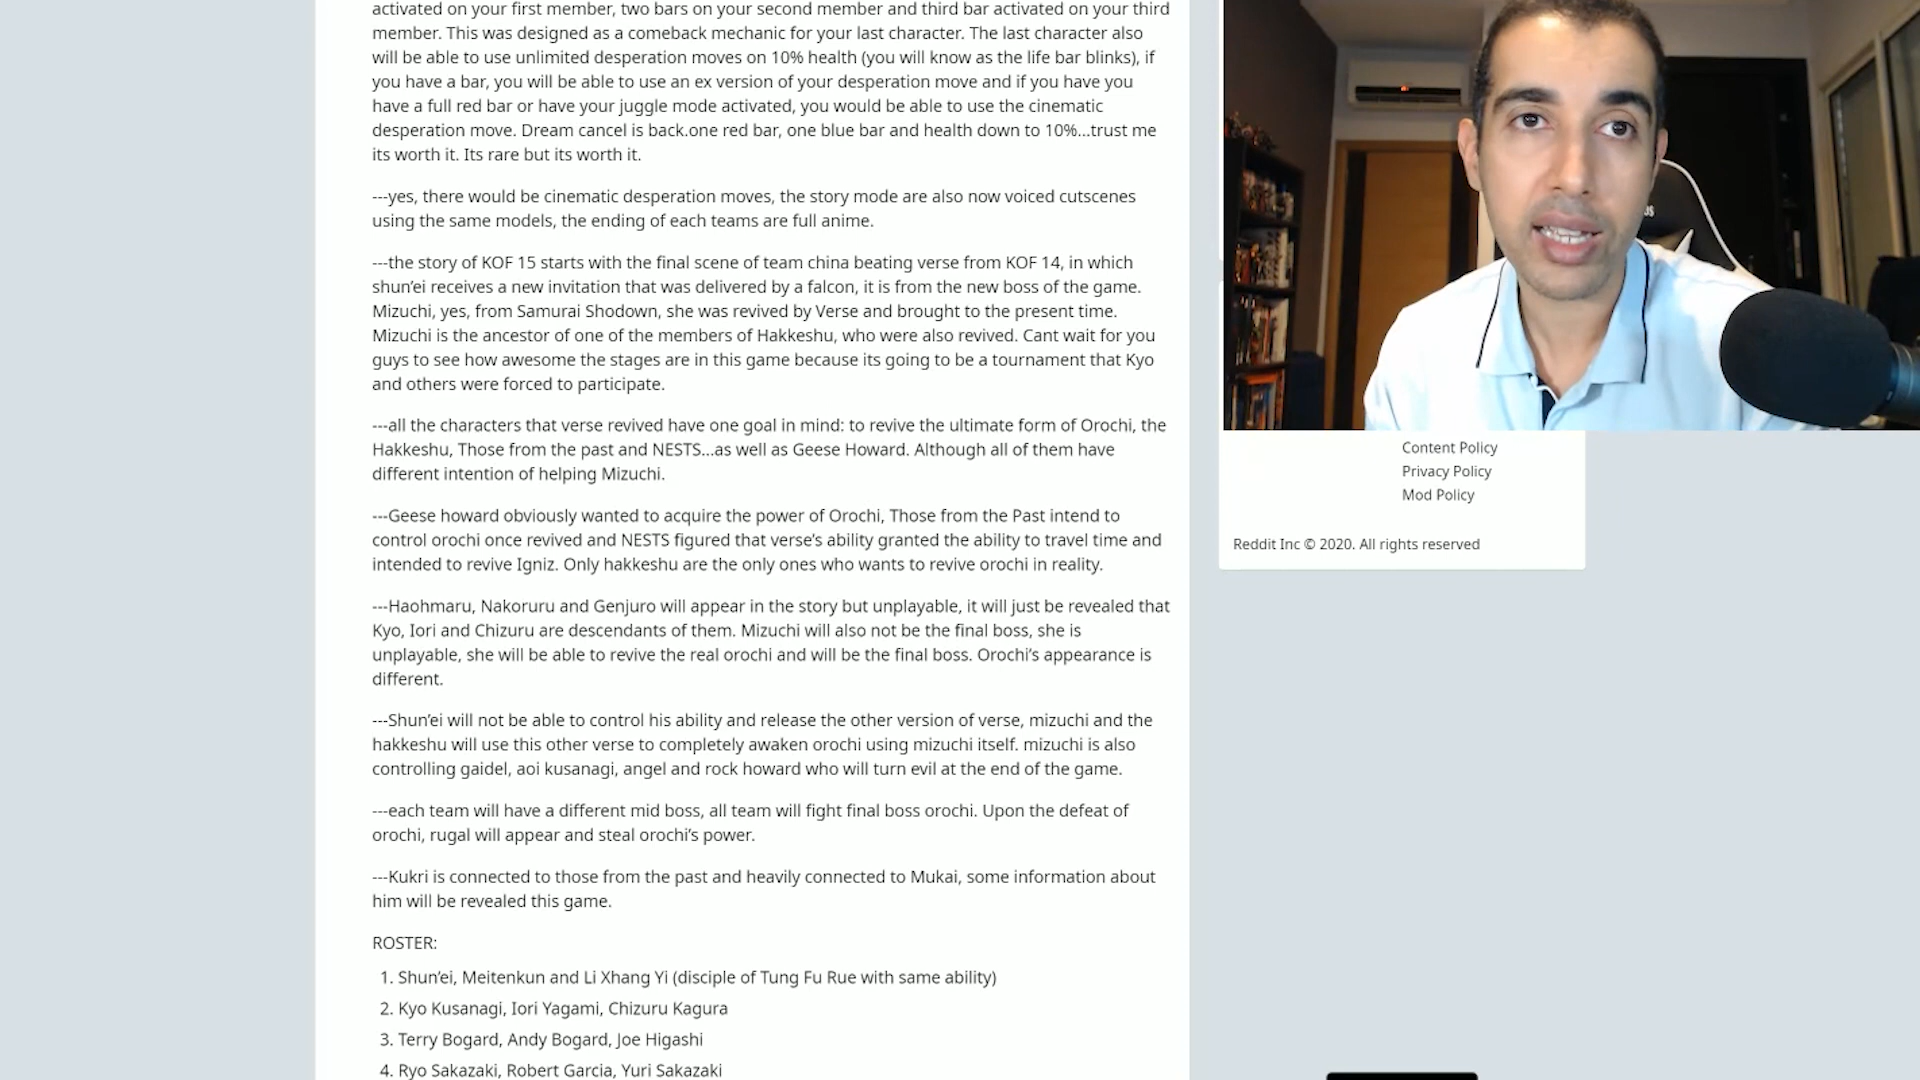 activated on your first member, two bars on your second member and third bar activated on your third
member. This was designed as a comeback mechanic for your last character. The last character also
will be able to use unlimited desperation moves on 10% health (you will know as the life bar blinks), if
you have a bar, you will be able to use an ex version of your desperation move and if you have you
have a full red bar or have your juggle mode activated, you would be able to use the cinematic
desperation move. Dream cancel is back.one red bar, one blue bar and health down to 10%...trust me
its worth it. Its rare but its worth it.
---yes, there would be cinematic desperation moves, the story mode are also now voiced cutscenes
using the same models, the ending of each teams are full anime.
---the story of KOF 15 starts with the final scene of team china beating verse from KOF 14, in which
shun’ei receives a new invitation that was delivered by a falcon, it is from the new boss of the game.
Mizuchi, yes, from Samurai Shodown, she was revived by Verse and brought to the present time.
Mizuchi is the ancestor of one of the members of Hakkeshu, who were also revived. Cant wait for you
guys to see how awesome the stages are in this game because its going to be a tournament that Kyo
and others were forced to participate.
---all the characters that verse revived have one goal in mind: to revive the ultimate form of Orochi, the
Hakkeshu, Those from the past and NESTS...as well as Geese Howard. Although all of them have
different intention of helping Mizuchi.
---Geese howard obviously wanted to acquire the power of Orochi, Those from the Past intend to
control orochi once revived and NESTS figured that verse’s ability granted the ability to travel time and
intended to revive Igniz. Only hakkeshu are the only ones who wants to revive orochi in reality.
---Haohmaru, Nakoruru and Genjuro will appear in the story but unplayable, it will just be revealed that
Kyo, Iori and Chizuru are descendants of them. Mizuchi will also not be the final boss, she is
unplayable, she will be able to revive the real orochi and will be the final boss. Orochi’s appearance is
different.
---Shun’ei will not be able to control his ability and release the other version of verse, mizuchi and the
hakkeshu will use this other verse to completely awaken orochi using mizuchi itself. mizuchi is also
controlling gaidel, aoi kusanagi, angel and rock howard who will turn evil at the end of the game.
---each team will have a different mid boss, all team will fight final boss orochi. Upon the defeat of
orochi, rugal will appear and steal orochi’s power.
---Kukri is connected to those from the past and heavily connected to Mukai, some information about
him will be revealed this game.
ROSTER:
1. Shun’ei, Meitenkun and Li Xhang Yi (disciple of Tung Fu Rue with same ability)
2. Kyo Kusanagi, Iori Yagami, Chizuru Kagura
3. Terry Bogard, Andy Bogard, Joe Higashi
4. Ryo Sakazaki, Robert Garcia, Yuri Sakazaki
Content Policy
Privacy Policy
Mod Policy
Reddit Inc © 2020. All rights reserved